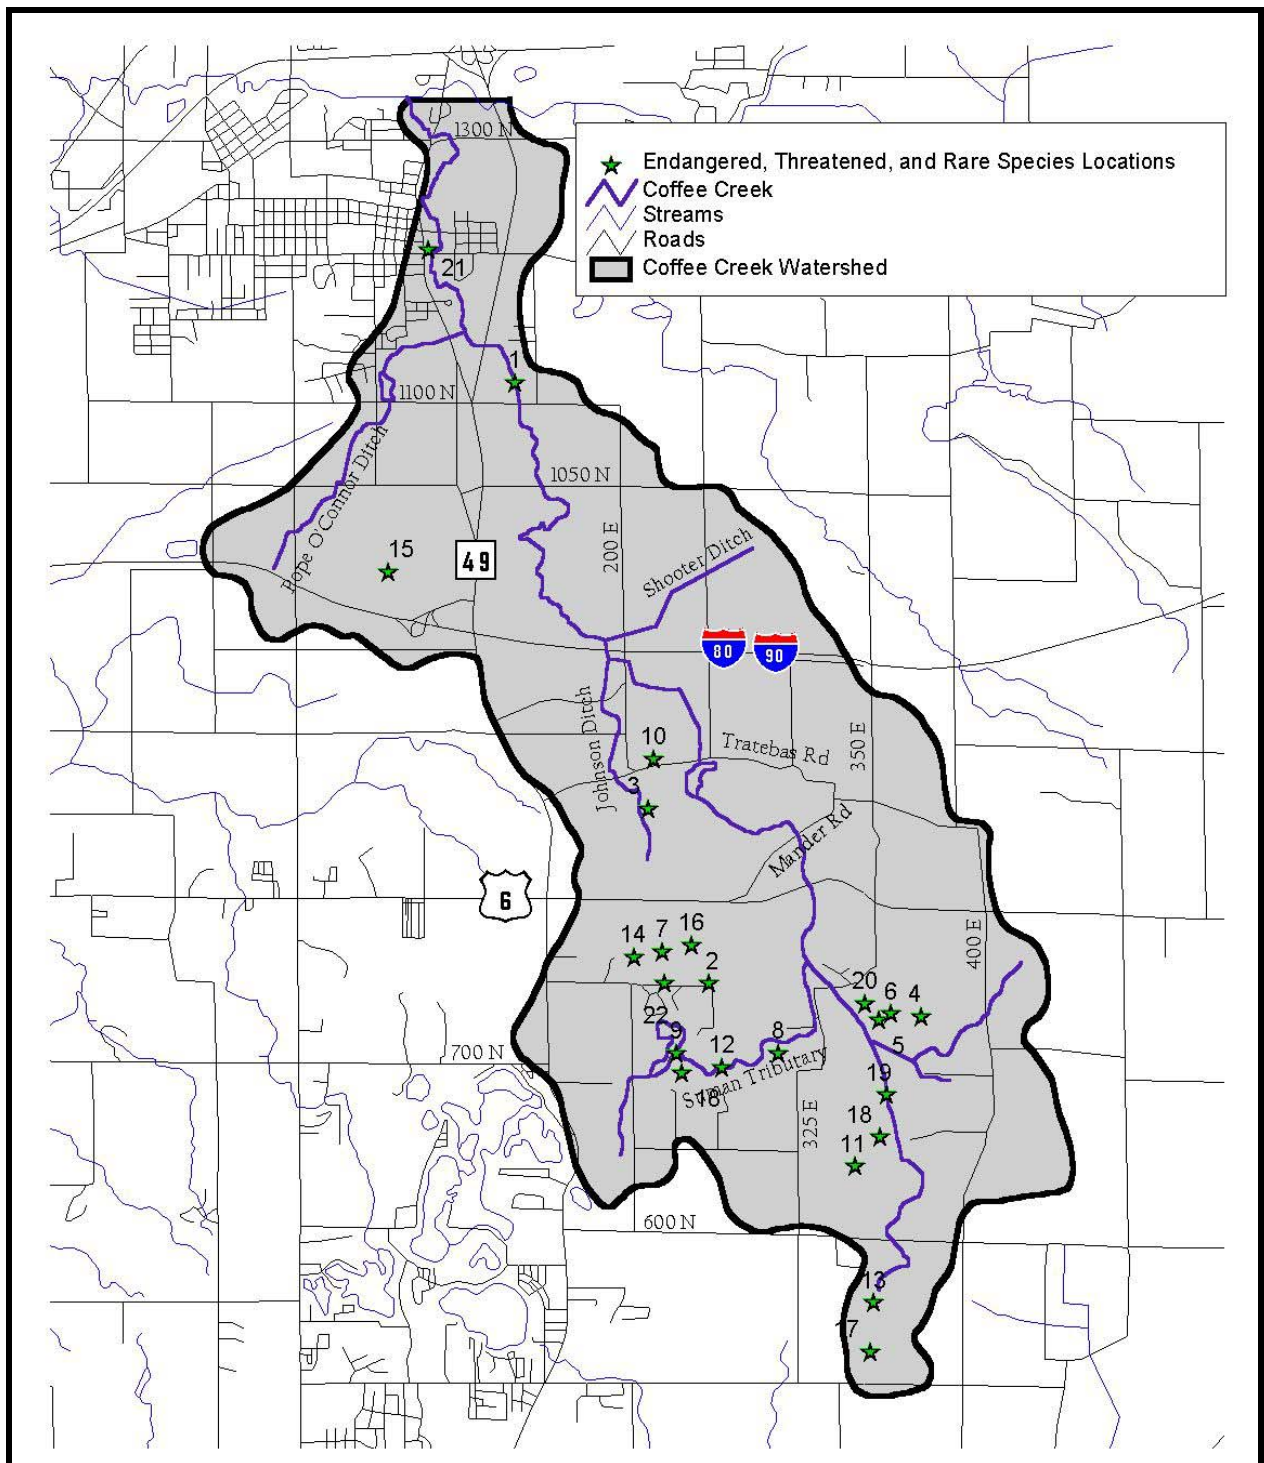 1300 N
Endangered, Threatened, and Rare Species Locations
Coffee Creek
Streams
Roads
Coffee Creek Watershed
21
1
1100 N
1050 N
Pope O'Connor Ditch
15
49
200 E
Shooter Ditch
80
90
Johnson Ditch
10
Tratebas Rd
350 E
3
Mander Rd
6
14
7
16
2
400 E
20
6
4
22
5
700 N
9
12
8
Suman Tributary
19
325 E
18
11
600 N
13
17